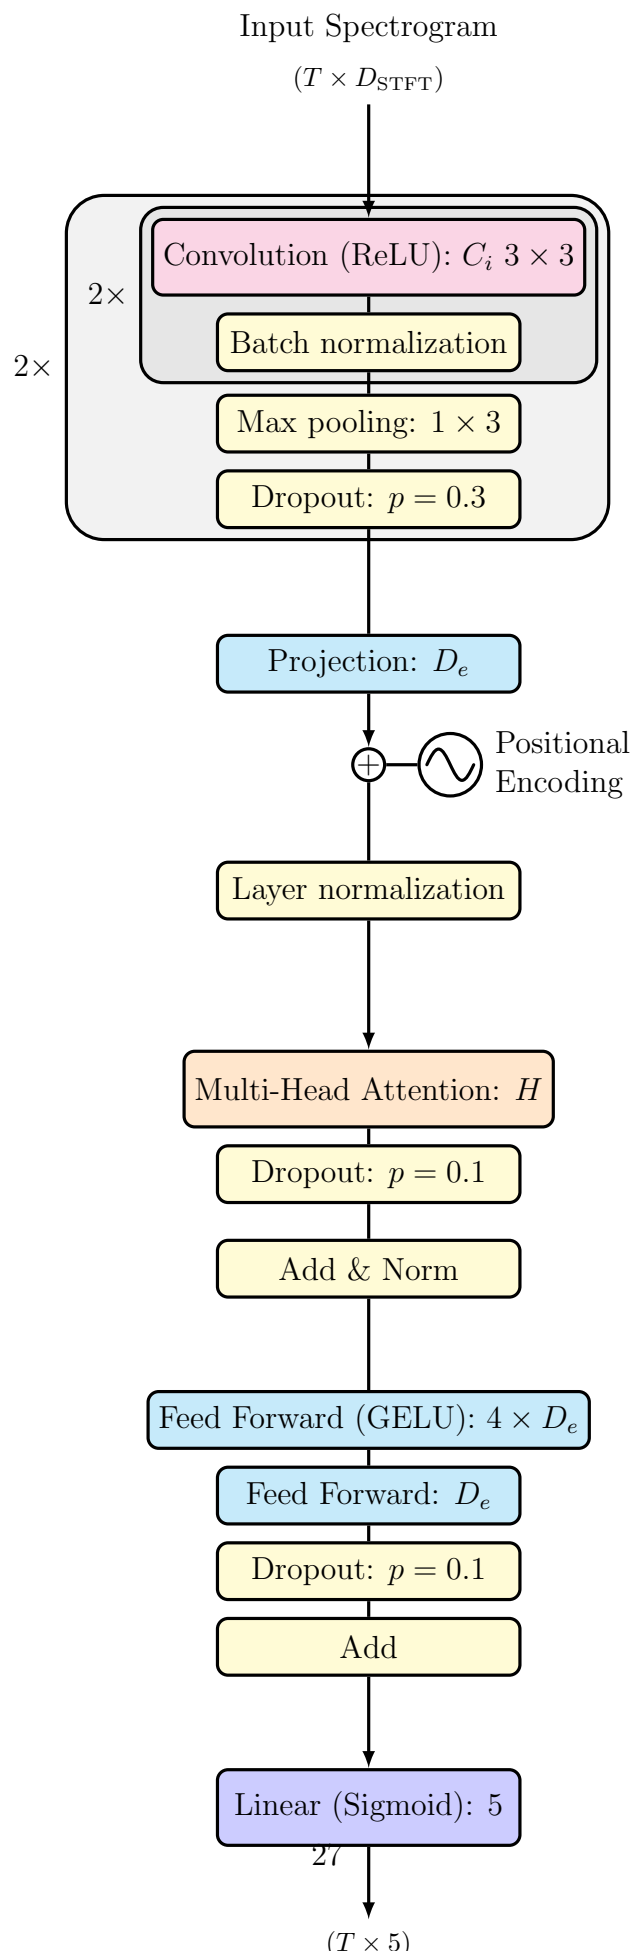 Input Spectrogram
(T × D_STFT)
Convolution (ReLU): C_i 3 × 3
2×
Batch normalization
2×
Max pooling: 1 × 3
Dropout: p = 0.3
Projection: D_e
+
Positional
Encoding
Layer normalization
Multi-Head Attention: H
Dropout: p = 0.1
Add & Norm
Feed Forward (GELU): 4 × D_e
Feed Forward: D_e
Dropout: p = 0.1
Add
Linear (Sigmoid): 5
27
(T × 5)